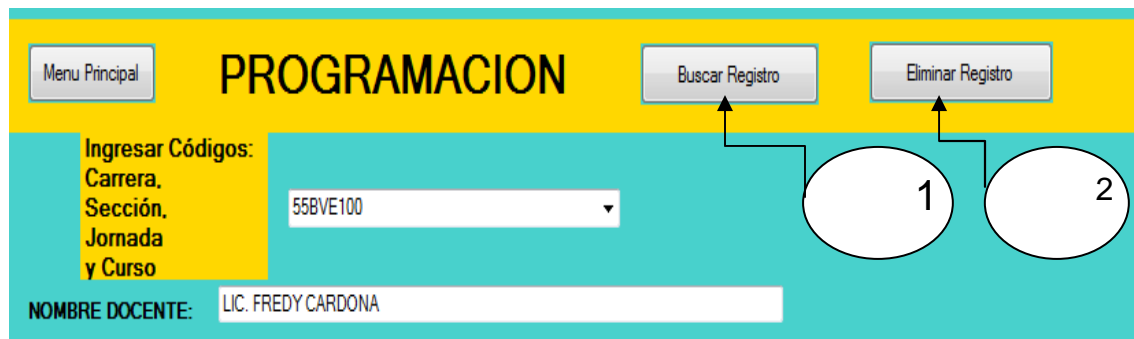 Menu Principal
PROGRAMACION
Buscar Registro
Eliminar Registro
Ingresar Códigos:
Carrera,
Sección,
Jornada
y Curso
55BVE100
1
2
NOMBRE DOCENTE:
LIC. FREDY CARDONA